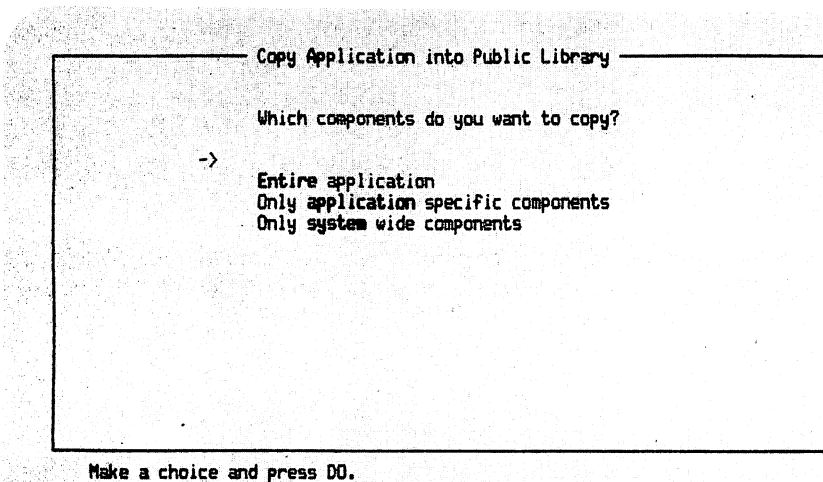 Copy Application into Public Library
Which components do you want to copy?
->
Entire application
Only application specific components
Only system wide components
Make a choice and press DO.